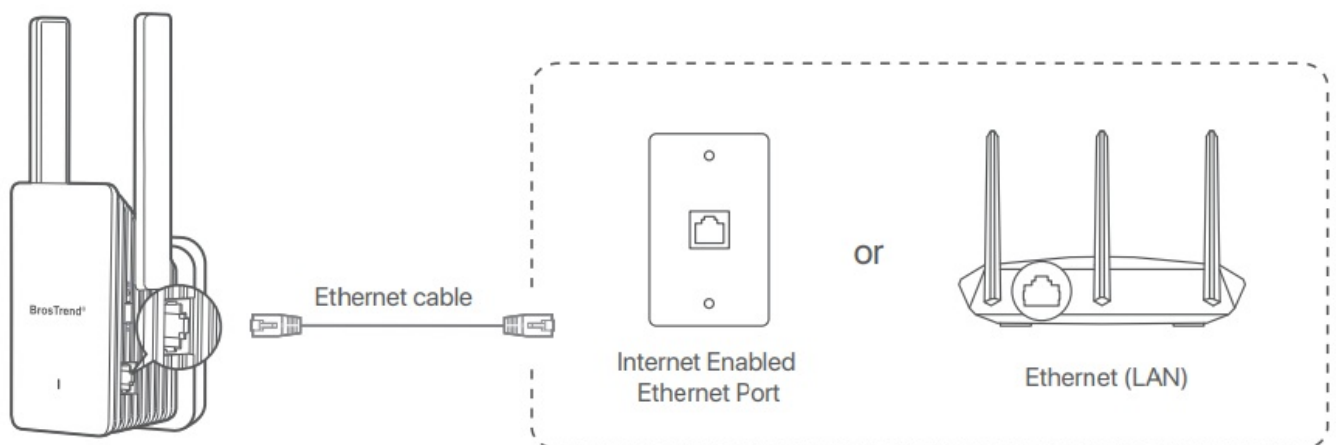 BrosTrend®
Ethernet cable
Internet Enabled
Ethernet Port
or
Ethernet (LAN)